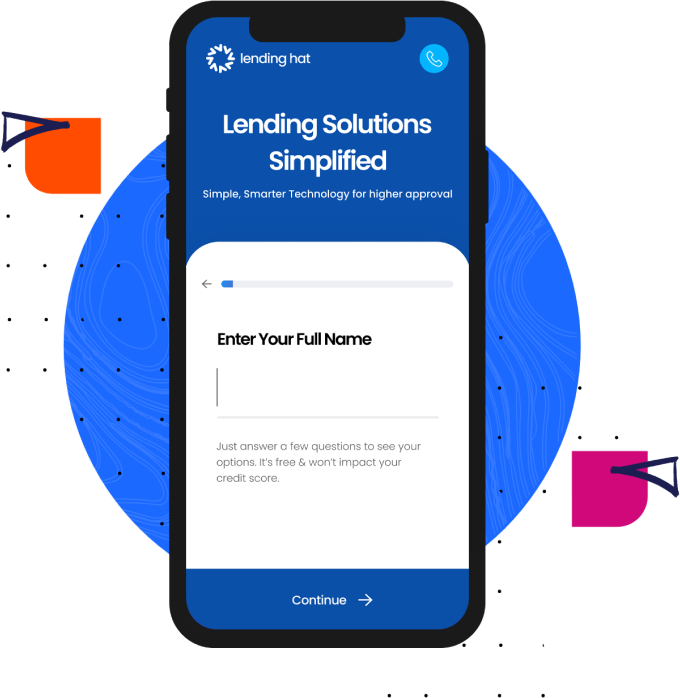 lending hat
Lending Solutions
Simplified
Simple, Smarter Technology for higher approval
Enter Your Full Name
Just answer a few questions to see your
options. It's free & won't impact your
credit score.
Continue